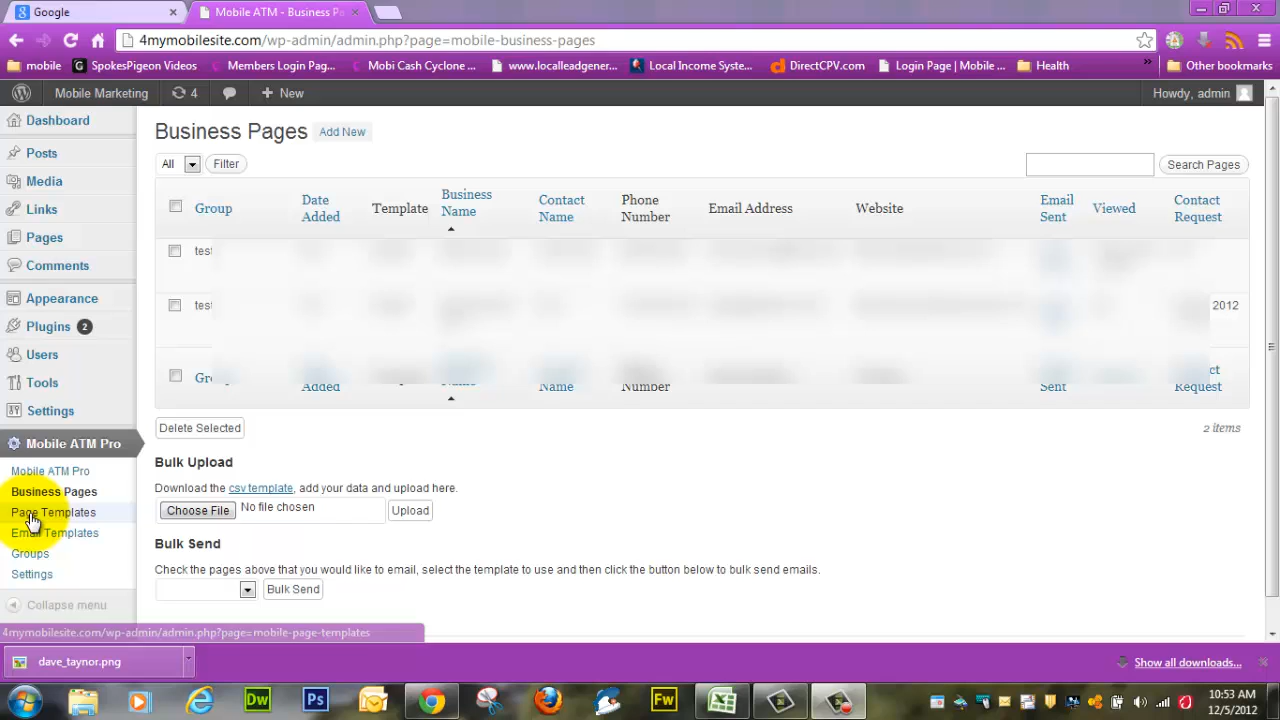 Google
Mobile ATM - Business Pa
4mymobilesite.com/wp-admin/admin.php?page=mobile-business-pages
mobile SpokesPigeon Videos Members Login Pag... Mobi Cash Cyclone ... www.localleadgener... Local Income Syste... DirectCPV.com Login Page | Mobile ... Health » Other bookmarks
Mobile Marketing 4 + New Howdy, admin
Dashboard
Posts
Media
Links
Pages
Comments
Appearance
Plugins 2
Users
Tools
Settings
Mobile ATM Pro
Mobile ATM Pro
Business Pages
Page Templates
Email Templates
Groups
Settings
Collapse menu
Business Pages Add New
All Filter Search Pages
Group Date Added Template Business Name Contact Name Phone Number Email Address Website Email Sent Viewed Contact Request
test
test 2012
Added Name Name Number Sent Request
Delete Selected 2 items
Bulk Upload
Download the csv template, add your data and upload here.
Choose File No file chosen Upload
Bulk Send
Check the pages above that you would like to email, select the template to use and then click the button below to bulk send emails.
Bulk Send
4mymobilesite.com/wp-admin/admin.php?page=mobile-page-templates
dave_taynor.png Show all downloads...
Dw Ps Fw
10:53 AM
12/5/2012